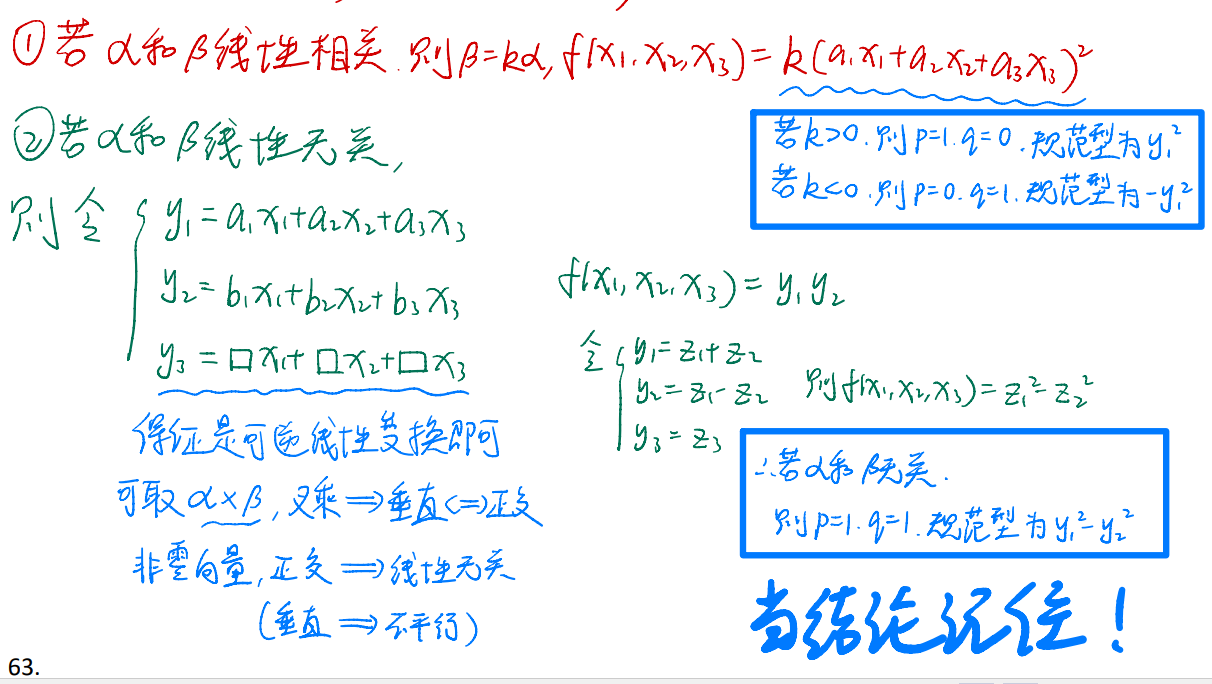 ①若α和β线性相关.则β=kα,f(x₁,x₂,x₃)=k(a₁x₁+a₂x₂+a₃x₃)²
若k>0.则p=1.q=0.规范型为y₁²
若k<0.则p=0.q=1.规范型为-y₁²
②若α和β线性无关,
则令 { y₁=a₁x₁+a₂x₂+a₃x₃
y₂=b₁x₁+b₂x₂+b₃x₃
y₃=□x₁+□x₂+□x₃
保证是可逆线性变换即可
可取α×β,叉乘⇒垂直⇔正交
非零向量,正交⇒线性无关
(垂直⇒不平行)
f(x₁,x₂,x₃)=y₁y₂
令 { y₁=z₁+z₂
y₂=z₁-z₂ 则f(x₁,x₂,x₃)=z₁²-z₂²
y₃=z₃
∴若α和β无关.
则p=1.q=1.规范型为y₁²-y₂²
当结论记住!
63.